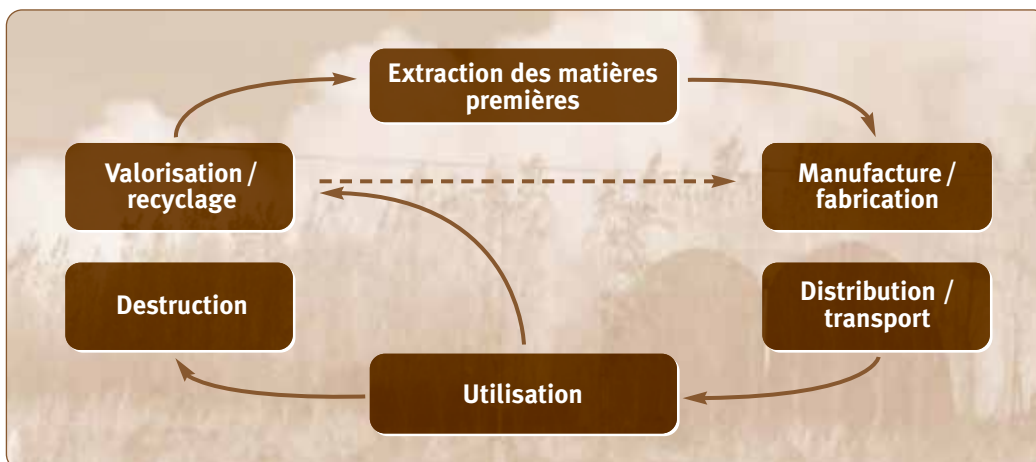 Extraction des matières
premières
Valorisation /
recyclage
Manufacture /
fabrication
Destruction
Distribution /
transport
Utilisation